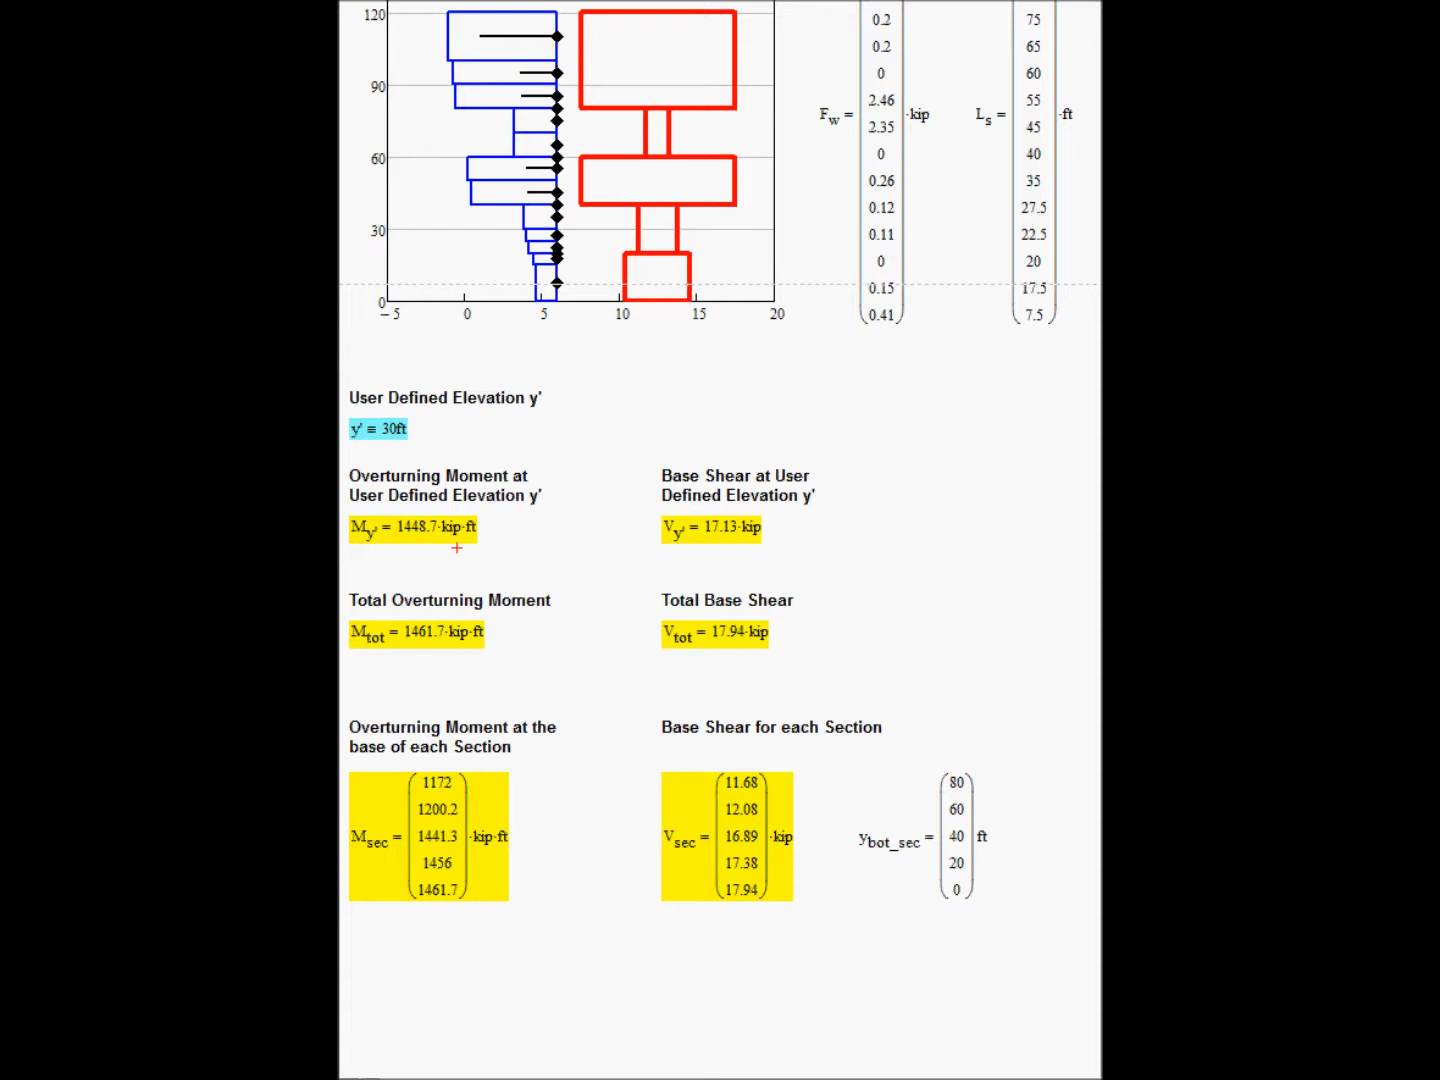 120
90
60
30
0
− 5 0 5 10 15 20
F_w = ( 0.2 0.2 0 2.46 2.35 0 0.26 0.12 0.11 0 0.15 0.41 ) ·kip
L_s = ( 75 65 60 55 45 40 35 27.5 22.5 20 17.5 7.5 ) ·ft
User Defined Elevation y'
y' ≡ 30ft
Overturning Moment at
User Defined Elevation y'
M_y' = 1448.7·kip·ft
Base Shear at User
Defined Elevation y'
V_y' = 17.13·kip
Total Overturning Moment
M_tot = 1461.7·kip·ft
Total Base Shear
V_tot = 17.94·kip
Overturning Moment at the
base of each Section
M_sec = ( 1172 1200.2 1441.3 1456 1461.7 ) ·kip·ft
Base Shear for each Section
V_sec = ( 11.68 12.08 16.89 17.38 17.94 ) ·kip
y_bot_sec = ( 80 60 40 20 0 ) ft